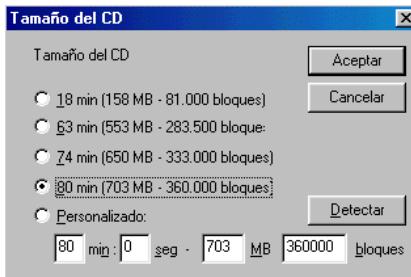 Tamaño del CD
Tamaño del CD
Aceptar
18 min (158 MB - 81.000 bloques)
Cancelar
63 min (553 MB - 283.500 bloque:
74 min (650 MB - 333.000 bloques)
80 min (703 MB - 360.000 bloques)
Personalizado:
Detectar
80 min : 0 seg - 703 MB 360000 bloques